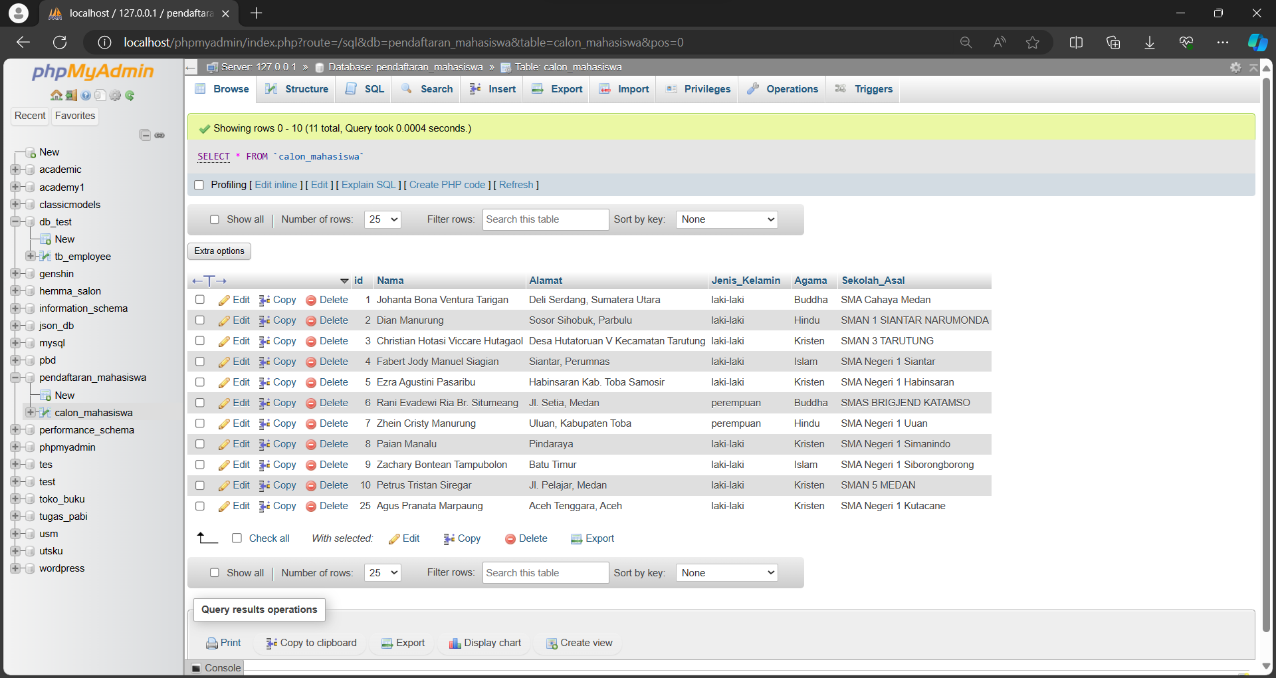 localhost / 127.0.0.1 / pendaftara
localhost/phpmyadmin/index.php?route=/sql&db=pendaftaran_mahasiswa&table=calon_mahasiswa&pos=0
phpMyAdmin
Recent Favorites
New
academic
academy1
classicmodels
db_test
New
tb_employee
genshin
hemma_salon
information_schema
json_db
mysql
pbd
pendaftaran_mahasiswa
New
calon_mahasiswa
performance_schema
phpmyadmin
tes
test
toko_buku
tugas_pabi
usm
utsku
wordpress
Server: 127.0.0.1 » Database: pendaftaran_mahasiswa » Table: calon_mahasiswa
Browse Structure SQL Search Insert Export Import Privileges Operations Triggers
Showing rows 0 - 10 (11 total, Query took 0.0004 seconds.)
SELECT * FROM `calon_mahasiswa`
Profiling [ Edit inline ] [ Edit ] [ Explain SQL ] [ Create PHP code ] [ Refresh ]
Show all Number of rows: 25 Filter rows: Search this table Sort by key: None
Extra options
id Nama Alamat Jenis_Kelamin Agama Sekolah_Asal
Edit Copy Delete 1 Johanta Bona Ventura Tarigan Deli Serdang, Sumatera Utara laki-laki Buddha SMA Cahaya Medan
Edit Copy Delete 2 Dian Manurung Sosor Sihobuk, Parbulu laki-laki Hindu SMAN 1 SIANTAR NARUMONDA
Edit Copy Delete 3 Christian Hotasi Viccare Hutagaol Desa Hutatoruan V Kecamatan Tarutung laki-laki Kristen SMAN 3 TARUTUNG
Edit Copy Delete 4 Fabert Jody Manuel Siagian Siantar, Perumnas laki-laki Islam SMA Negeri 1 Siantar
Edit Copy Delete 5 Ezra Agustini Pasaribu Habinsaran Kab. Toba Samosir laki-laki Kristen SMA Negeri 1 Habinsaran
Edit Copy Delete 6 Rani Evadewi Ria Br. Situmeang Jl. Setia, Medan perempuan Buddha SMAS BRIGJEND KATAMSO
Edit Copy Delete 7 Zhein Cristy Manurung Uluan, Kabupaten Toba perempuan Hindu SMA Negeri 1 Uuan
Edit Copy Delete 8 Paian Manalu Pindaraya laki-laki Kristen SMA Negeri 1 Simanindo
Edit Copy Delete 9 Zachary Bontean Tampubolon Batu Timur laki-laki Islam SMA Negeri 1 Siborongborong
Edit Copy Delete 10 Petrus Tristan Siregar Jl. Pelajar, Medan laki-laki Kristen SMAN 5 MEDAN
Edit Copy Delete 25 Agus Pranata Marpaung Aceh Tenggara, Aceh laki-laki Kristen SMA Negeri 1 Kutacane
Check all With selected: Edit Copy Delete Export
Show all Number of rows: 25 Filter rows: Search this table Sort by key: None
Query results operations
Print Copy to clipboard Export Display chart Create view
Console